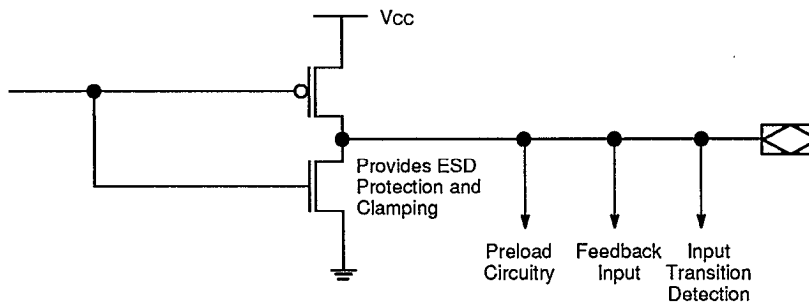 Vcc
Provides ESD
Protection and
Clamping
Preload
Circuitry
Feedback
Input
Input
Transition
Detection